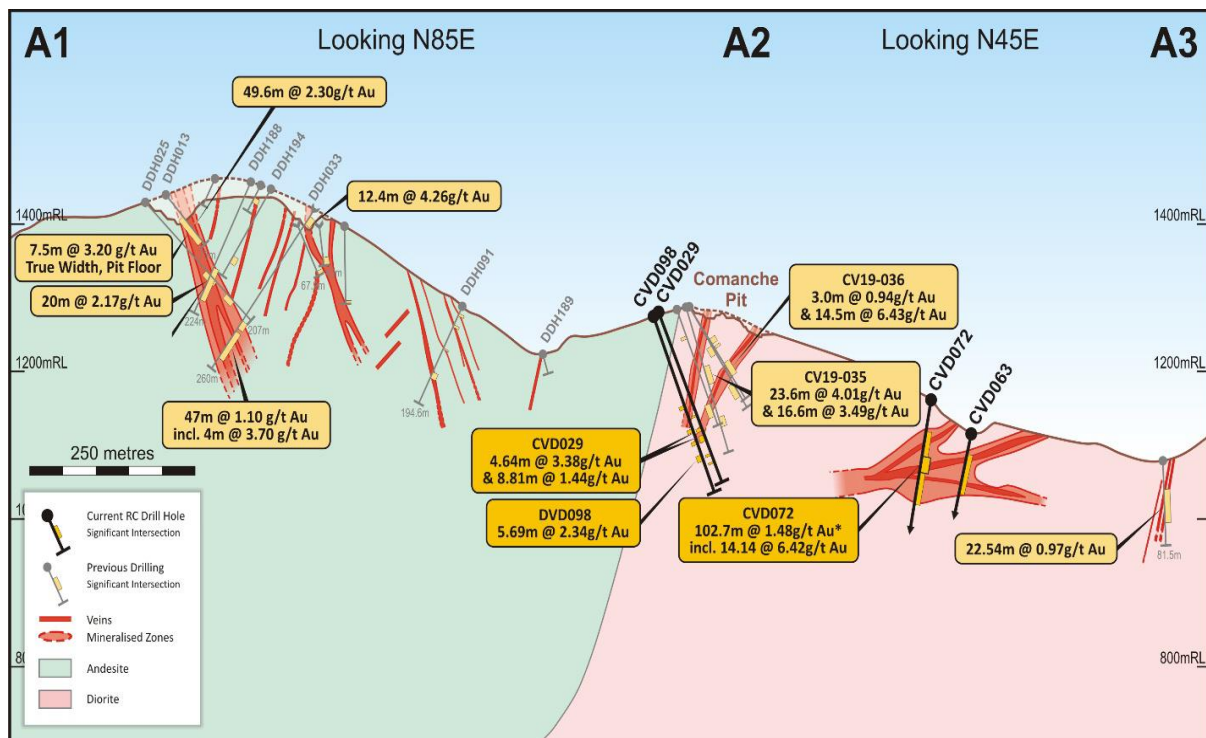 A1
Looking N85E
A2
Looking N45E
A3
49.6m @ 2.30g/t Au
DDH025
DDH013
DDH188
DDH194
DDH033
12.4m @ 4.26g/t Au
1400mRL
1400mRL
7.5m @ 3.20 g/t Au
True Width, Pit Floor
20m @ 2.17g/t Au
224m
207m
260m
67.
DDH091
194.6m
DDH189
CVD098
CVD029
Comanche
Pit
CV19-036
3.0m @ 0.94g/t Au
& 14.5m @ 6.43g/t Au
1200mRL
1200mRL
CV19-035
23.6m @ 4.01g/t Au
& 16.6m @ 3.49g/t Au
CVD072
CVD063
47m @ 1.10 g/t Au
incl. 4m @ 3.70 g/t Au
CVD029
4.64m @ 3.38g/t Au
& 8.81m @ 1.44g/t Au
DVD098
5.69m @ 2.34g/t Au
CVD072
102.7m @ 1.48g/t Au*
incl. 14.14 @ 6.42g/t Au
22.54m @ 0.97g/t Au
81.5m
250 metres
Current RC Drill Hole
Significant Intersection
Previous Drilling
Significant Intersection
Veins
Mineralised Zones
Andesite
Diorite
800mRL